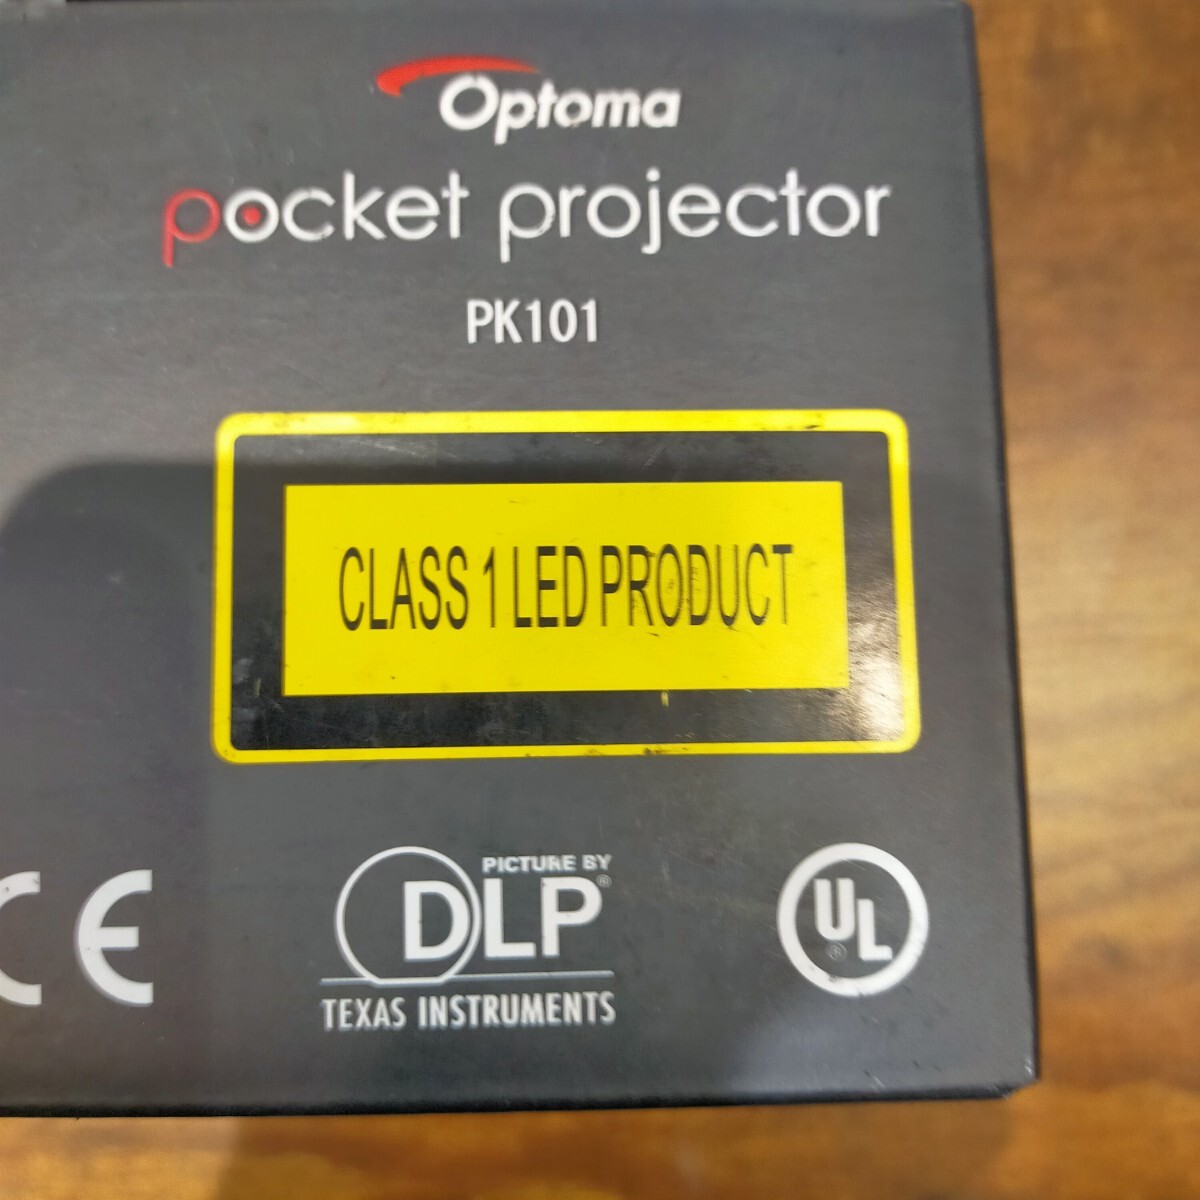 Optoma
pocket projector
PK101
CLASS 1 LED PRODUCT
CE
PICTURE BY
DLP®
TEXAS INSTRUMENTS
UL
®